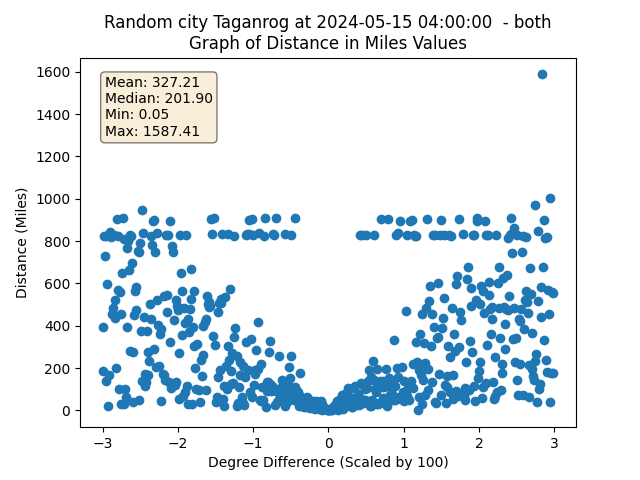 Random city Taganrog at 2024-05-15 04:00:00  - both
Graph of Distance in Miles Values
1600
1400
1200
1000
800
600
400
200
0
Distance (Miles)
Mean: 327.21
Median: 201.90
Min: 0.05
Max: 1587.41
−3
−2
−1
0
1
2
3
Degree Difference (Scaled by 100)